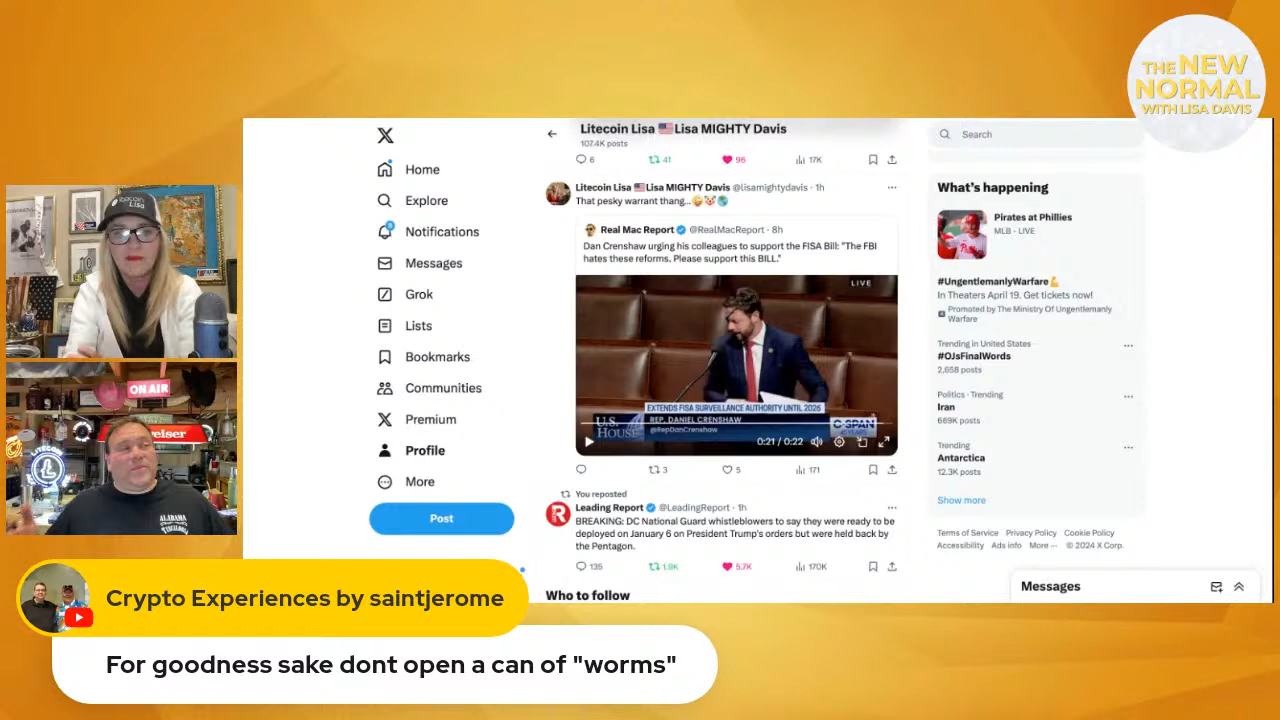 THE NEW
NORMAL
WITH LISA DAVIS
Litecoin Lisa
ON AIR
LITECOIN
ALABAMA
Home
Explore
Notifications
Messages
Grok
Lists
Bookmarks
Communities
Premium
Profile
More
Post
Litecoin Lisa 🇺🇸Lisa MIGHTY Davis
107.4K posts
6 41 96 17K
Litecoin Lisa 🇺🇸Lisa MIGHTY Davis @lisamightydavis · 1h
That pesky warrant thang...🤪🤡🌎
Real Mac Report @RealMacReport · 8h
Dan Crenshaw urging his colleagues to support the FISA Bill: "The FBI
hates these reforms. Please support this BILL."
LIVE
EXTENDS FISA SURVEILLANCE AUTHORITY UNTIL 2026
U.S. HOUSE
REP. DANIEL CRENSHAW
@RepDanCrenshaw
C-SPAN
0:21 / 0:22
3 5 171
You reposted
Leading Report @LeadingReport · 1h
BREAKING: DC National Guard whistleblowers to say they were ready to be
deployed on January 6 on President Trump's orders but were held back by
the Pentagon.
135 1.9K 5.7K 170K
Who to follow
Search
What's happening
Pirates at Phillies
MLB · LIVE
#UngentlemanlyWarfare💪
In Theaters April 19. Get tickets now!
Promoted by The Ministry Of Ungentlemanly
Warfare
Trending in United States
#OJsFinalWords
2,658 posts
Politics · Trending
Iran
669K posts
Trending
Antarctica
12.3K posts
Show more
Terms of Service Privacy Policy Cookie Policy
Accessibility Ads info More ··· © 2024 X Corp.
Messages
Crypto Experiences by saintjerome
For goodness sake dont open a can of "worms"